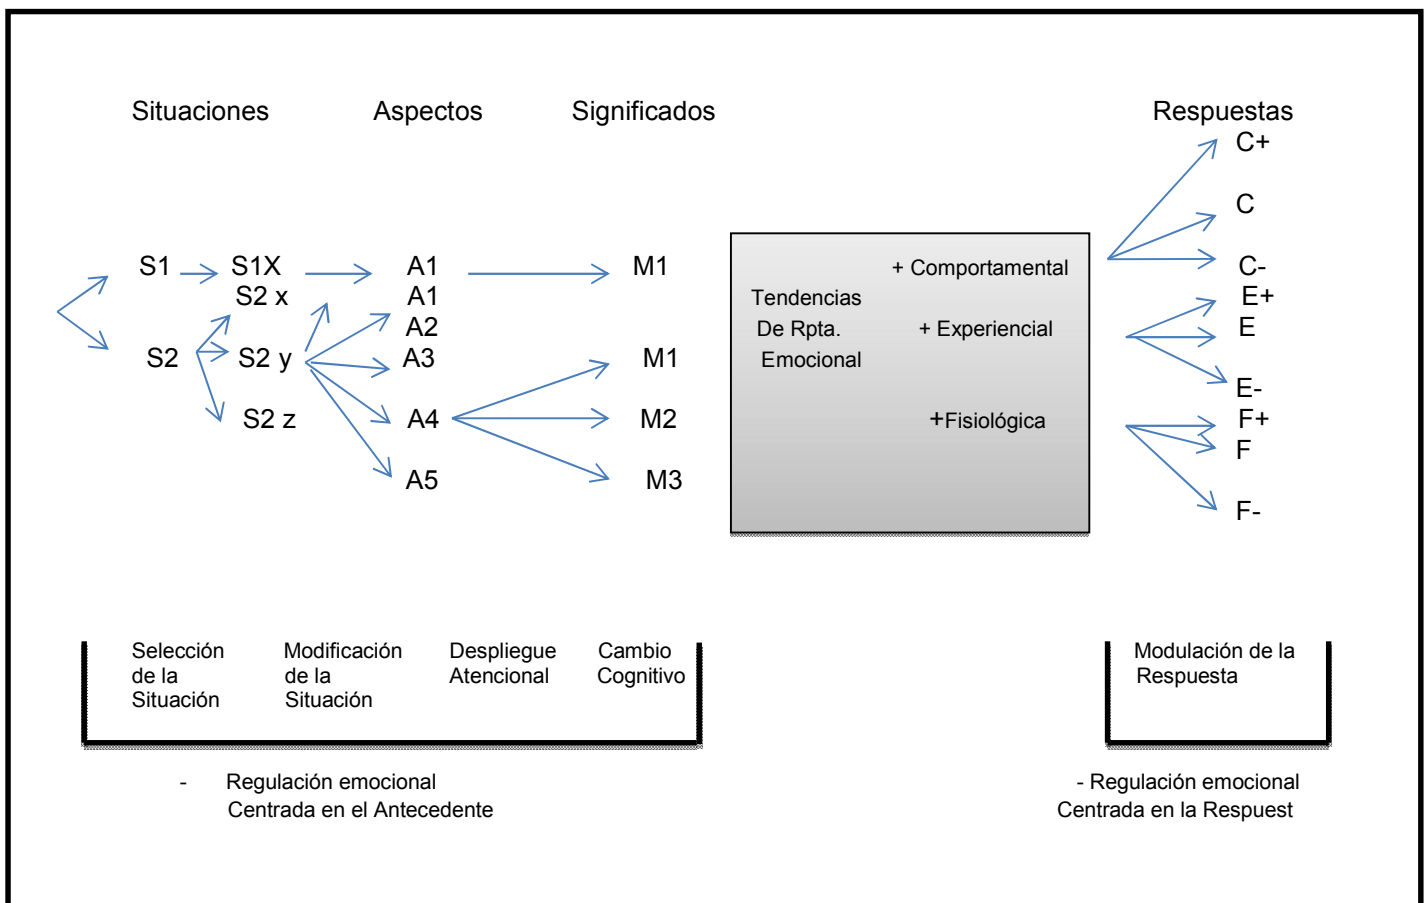 Situaciones Aspectos Significados Respuestas
C+
C
S1 S1X A1 M1 + Comportamental C-
S2 x A1 Tendencias E+
A2 De Rpta. + Experiencial E
S2 S2 y A3 M1 Emocional
E-
S2 z A4 M2 +Fisiológica F+
F
A5 M3
F-
Selección Modificación Despliegue Cambio Modulación de la
de la de la Atencional Cognitivo Respuesta
Situación Situación
- Regulación emocional - Regulación emocional
Centrada en el Antecedente Centrada en la Respuest